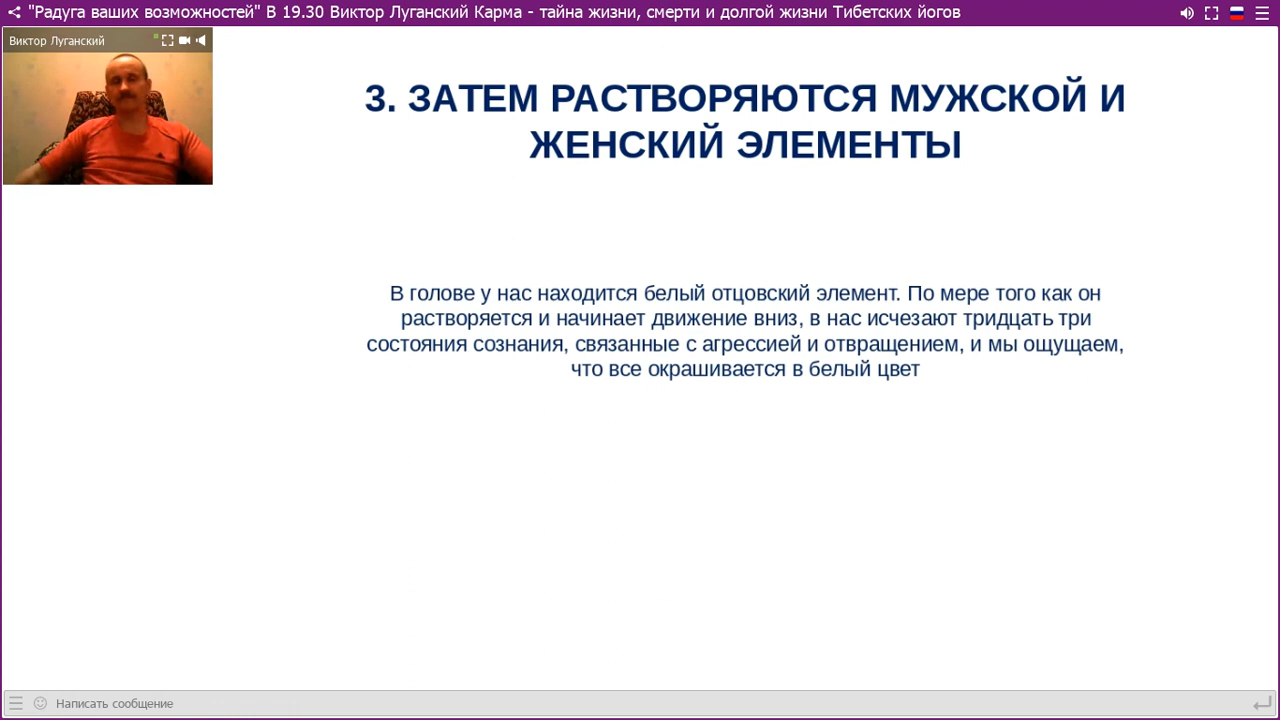 "Радуга ваших возможностей" В 19.30 Виктор Луганский Карма - тайна жизни, смерти и долгой жизни Тибетских йогов
Виктор Луганский
3. ЗАТЕМ РАСТВОРЯЮТСЯ МУЖСКОЙ И
ЖЕНСКИЙ ЭЛЕМЕНТЫ
В голове у нас находится белый отцовский элемент. По мере того как он
растворяется и начинает движение вниз, в нас исчезают тридцать три
состояния сознания, связанные с агрессией и отвращением, и мы ощущаем,
что все окрашивается в белый цвет
Написать сообщение